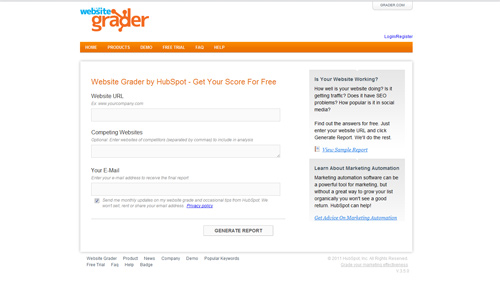 GRADER.COM
website
grader
Login/Register
HOME PRODUCTS DEMO FREE TRIAL FAQ HELP
Website Grader by HubSpot - Get Your Score For Free
Website URL
Ex: www.yourcompany.com
Competing Websites
Optional: Enter websites of competitors (separated by commas) to include in analysis
Your E-Mail
Enter your e-mail address to receive the final report
Send me monthly updates on my website grade and occasional tips from HubSpot. We
won't sell, rent or share your email address. Privacy policy.
GENERATE REPORT
Is Your Website Working?
How well is your website doing? Is it
getting traffic? Does it have SEO
problems? How popular is it in social
media?
Find out the answers for free. Just
enter your website URL and click
Generate Report. We'll do the rest.
View Sample Report
Learn About Marketing Automation
Marketing automation software can be
a powerful tool for marketing, but
without a great way to grow your list
organically you won't see a good
return. HubSpot can help!
Get Advice On Marketing Automation
Website Grader Product News Company Demo Popular Keywords
Free Trial Faq Help Badge
HubSpot, Inc. All Rights Reserved.
Grade your marketing effectiveness